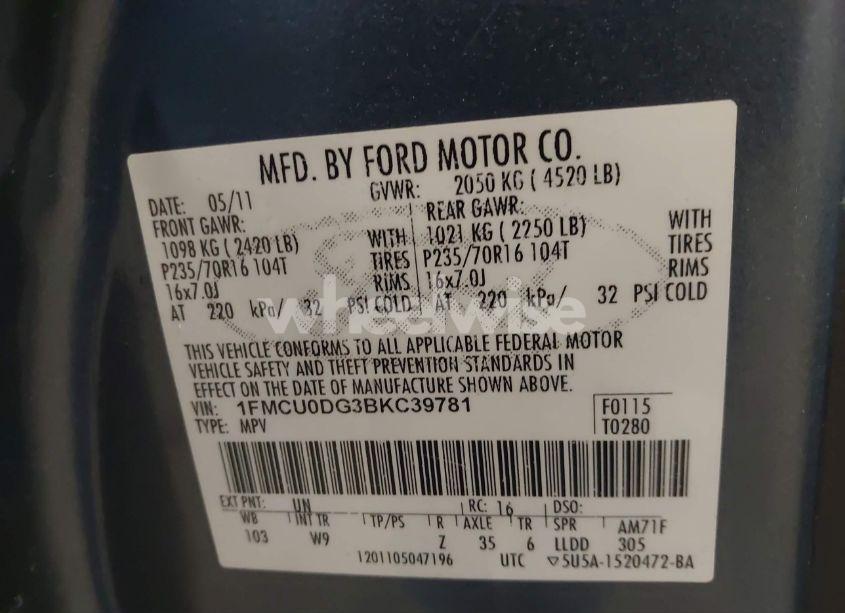 MFD. BY FORD MOTOR CO.
DATE: 05/11 GVWR: 2050 KG ( 4520 LB)
FRONT GAWR: REAR GAWR:
1098 KG ( 2420 LB) WITH 1021 KG ( 2250 LB) WITH
P235/70R16 104T TIRES P235/70R16 104T TIRES
16x7.0J RIMS 16x7.0J RIMS
AT 220 kPa/ 32 PSI COLD AT 220 kPa/ 32 PSI COLD
wheelwise
THIS VEHICLE CONFORMS TO ALL APPLICABLE FEDERAL MOTOR
VEHICLE SAFETY AND THEFT PREVENTION STANDARDS IN
EFFECT ON THE DATE OF MANUFACTURE SHOWN ABOVE.
VIN: 1FMCU0DG3BKC39781 F0115
TYPE: MPV T0280
EXT PNT: UN RC: 16 DSO:
WB INT TR TP/PS R AXLE TR SPR AM71F
103 W9 Z 35 6 LLDD 305
1201105047196 UTC ▽5U5A-1520472-BA